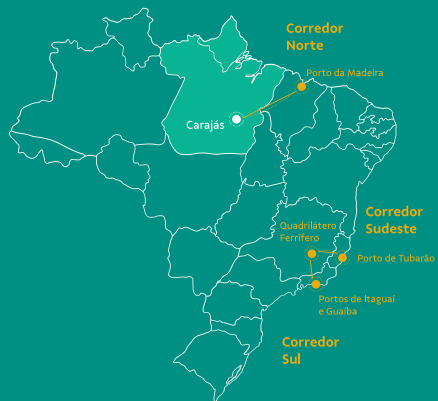 Corredor
Norte
Porto da Madeira
Carajás
Corredor
Sudeste
Quadrilátero
Ferrífero
Porto de Tubarão
Portos de Itaguaí
e Guaíba
Corredor
Sul